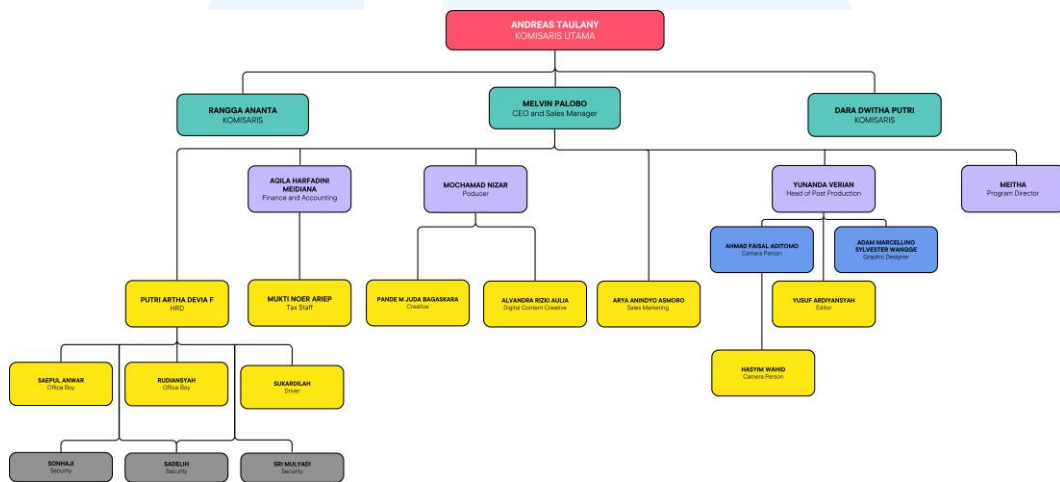 ANDREAS TAULANY
KOMISARIS UTAMA
RANGGA ANANTA
KOMISARIS
MELVIN PALOBO
CEO and Sales Manager
DARA DWITHA PUTRI
KOMISARIS
AQILA HARFADINI
MEIDIANA
Finance and Accounting
MOCHAMAD NIZAR
Poducer
YUNANDA VERIAN
Head of Post Production
MEITHA
Program Director
AHMAD FAISAL ADITOMO
Camera Person
ADAM MARCELLINO
SYLVESTER WANGGE
Graphic Designer
PUTRI ARTHA DEVIA F
HRD
MUKTI NOER ARIEP
Tax Staff
PANDE M JUDA BAGASKARA
Creative
ALVANDRA RIZKI AULIA
Digital Content Creative
ARYA ANINDYO ASMORO
Sales Marketing
YUSUF ARDIYANSYAH
Editor
SAEPUL ANWAR
Office Boy
RUDIANSYAH
Office Boy
SUKARDILAH
Driver
HASYIM WAHID
Camera Person
SONHAJI
Security
SADELIH
Security
SRI MULYADI
Security